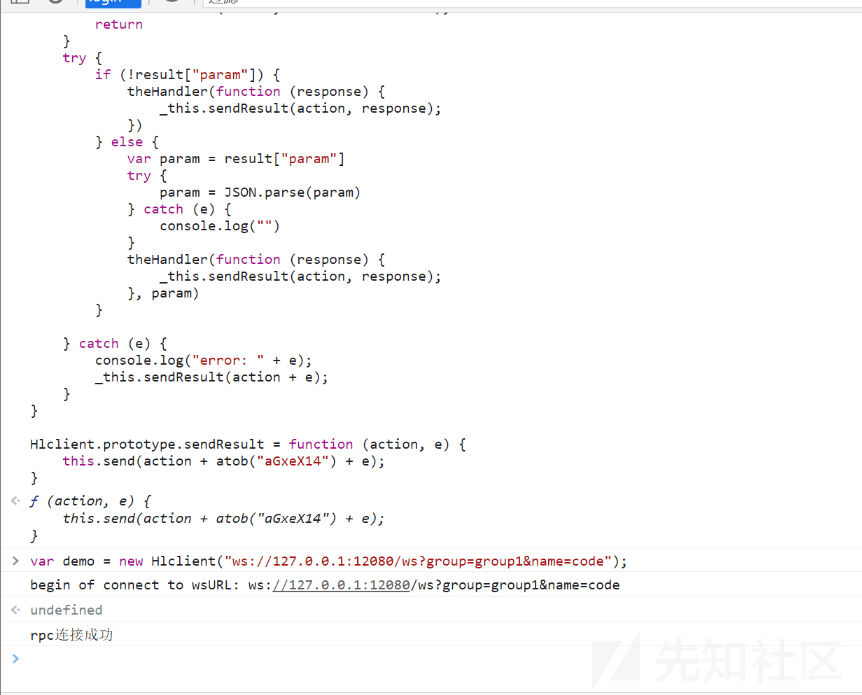 login
过滤
return
}
try {
if (!result["param"]) {
theHandler(function (response) {
_this.sendResult(action, response);
})
} else {
var param = result["param"]
try {
param = JSON.parse(param)
} catch (e) {
console.log("")
}
theHandler(function (response) {
_this.sendResult(action, response);
}, param)
}
} catch (e) {
console.log("error: " + e);
_this.sendResult(action + e);
}
}
Hlclient.prototype.sendResult = function (action, e) {
this.send(action + atob("aGxeX14") + e);
}
f (action, e) {
this.send(action + atob("aGxeX14") + e);
}
> var demo = new Hlclient("ws://127.0.0.1:12080/ws?group=group1&name=code");
begin of connect to wsURL: ws://127.0.0.1:12080/ws?group=group1&name=code
undefined
rpc连接成功
>
先知社区